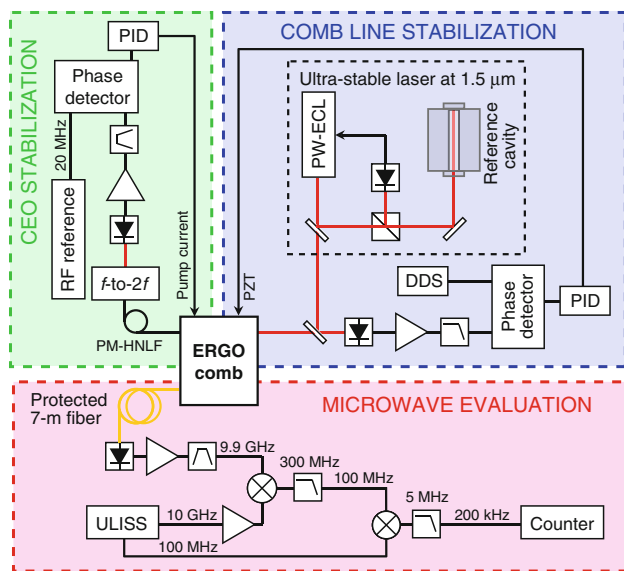 CEO STABILIZATION
PID
Phase
detector
20 MHz
RF reference
f-to-2f
PM-HNLF
Pump current
COMB LINE STABILIZATION
Ultra-stable laser at 1.5 µm
PW-ECL
Reference
cavity
PZT
DDS
Phase
detector
PID
ERGO
comb
MICROWAVE EVALUATION
Protected
7-m fiber
9.9 GHz
300 MHz
100 MHz
5 MHz
ULISS
10 GHz
200 kHz
Counter
100 MHz